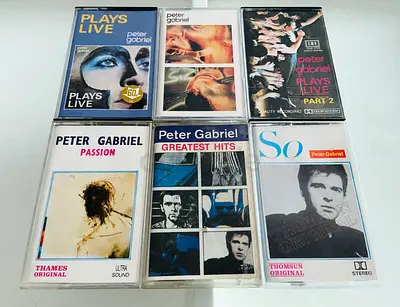 PLAYS
LIVE
peter
gabriel
PLAYS
LIVE
peter
gabriel
peter
gabriel
PLAYS
LIVE
PART 2
PETER GABRIEL
PASSION
THAMES
ORIGINAL
ULTRA
SOUND
Peter Gabriel
GREATEST HITS
So
Peter Gabriel
THOMSUN
ORIGINAL
STEREO